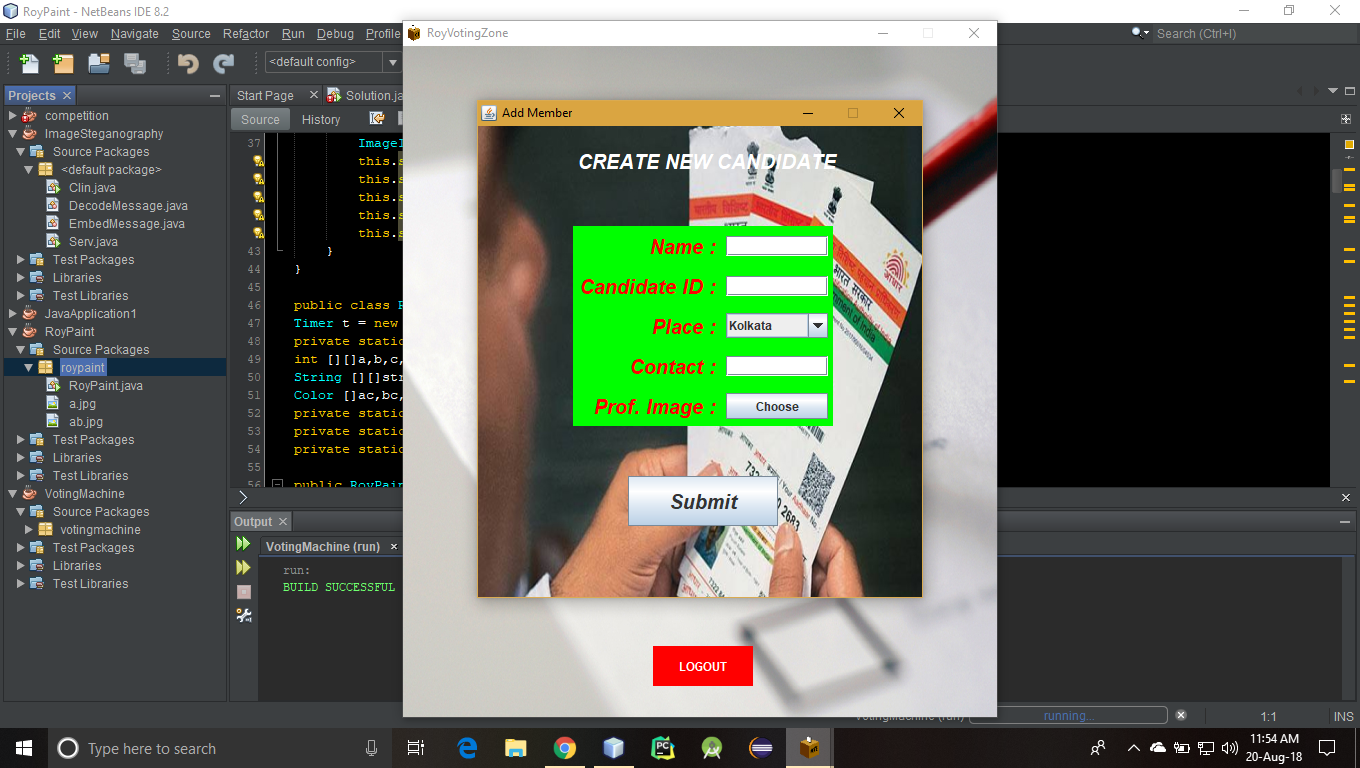 RoyPaint - NetBeans IDE 8.2
File Edit View Navigate Source Refactor Run Debug Profile
Search (Ctrl+I)
<default config>
Projects
competition
ImageSteganography
Source Packages
<default package>
Clin.java
DecodeMessage.java
EmbedMessage.java
Serv.java
Test Packages
Libraries
Test Libraries
JavaApplication1
RoyPaint
Source Packages
roypaint
RoyPaint.java
a.jpg
ab.jpg
Test Packages
Libraries
Test Libraries
VotingMachine
Source Packages
votingmachine
Test Packages
Libraries
Test Libraries
Start Page Solution.ja
Source History
37 ImageI
this.s
this.s
this.s
this.s
this.s
43 }
44 }
45
46 public class R
47 Timer t = new
48 private static
49 int [][]a,b,c,
50 String [][]str
51 Color []ac,bc,
52 private static
53 private static
54 private static
55
56 public RoyPain
Output
VotingMachine (run)
run:
BUILD SUCCESSFUL
RoyVotingZone
Add Member
CREATE NEW CANDIDATE
Name :
Candidate ID :
Place : Kolkata
Contact :
Prof. Image : Choose
Submit
भारत सरकार
आधार
2683
LOGOUT
VotingMachine (run) running...
1:1 INS
Type here to search
11:54 AM
20-Aug-18